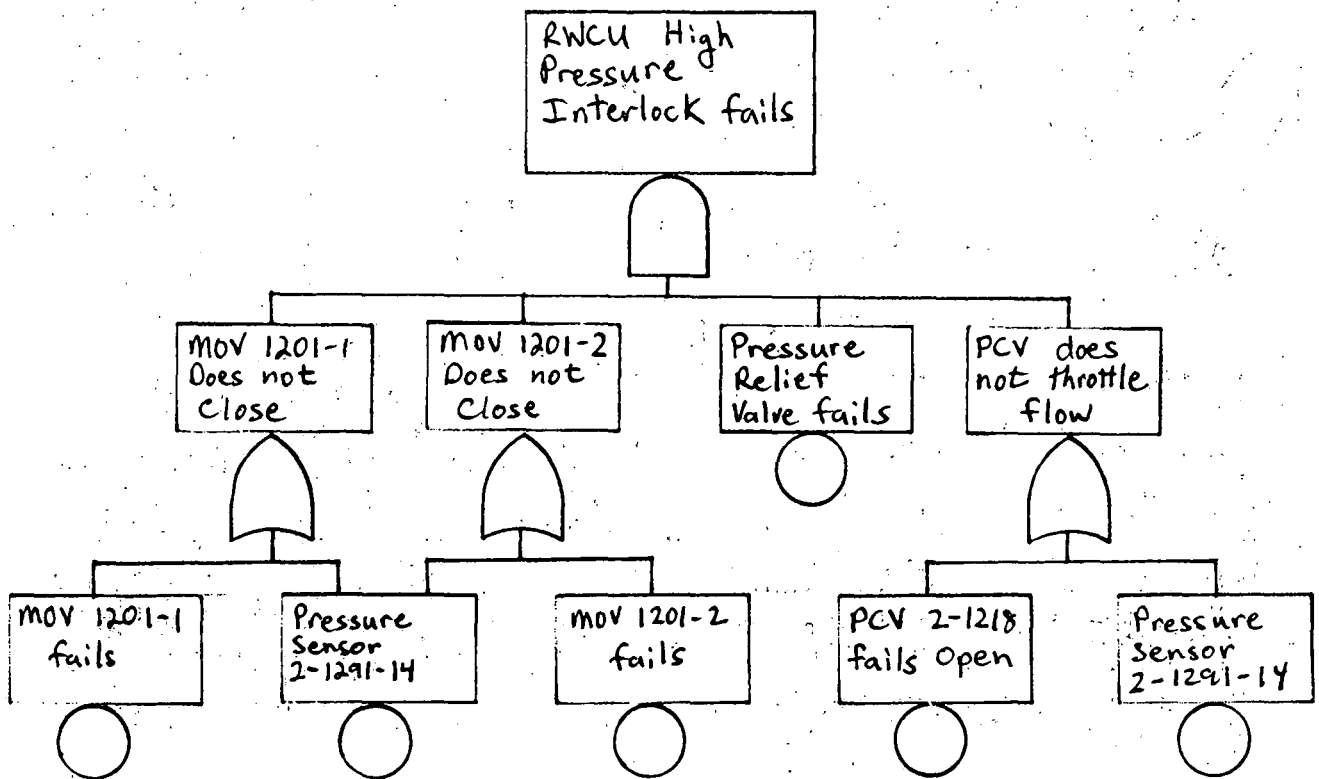 RWCU High
Pressure
Interlock fails
MOV 1201-1
Does not
Close
MOV 1201-2
Does not
Close
Pressure
Relief
Valve fails
PCV does
not throttle
flow
MOV 1201-1
fails
Pressure
Sensor
2-1291-14
MOV 1201-2
fails
PCV 2-1218
fails Open
Pressure
Sensor
2-1291-14